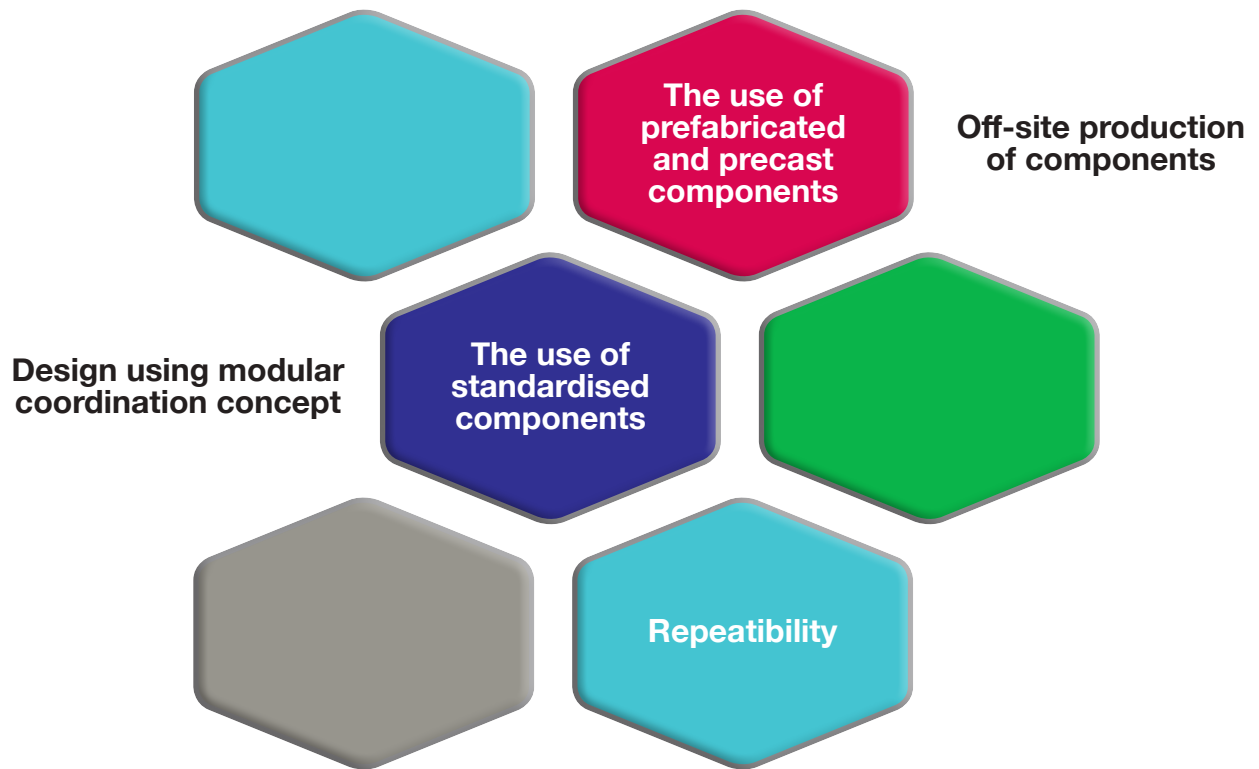 The use of
prefabricated
and precast
components
Off-site production
of components
Design using modular
coordination concept
The use of
standardised
components
Repeatibility